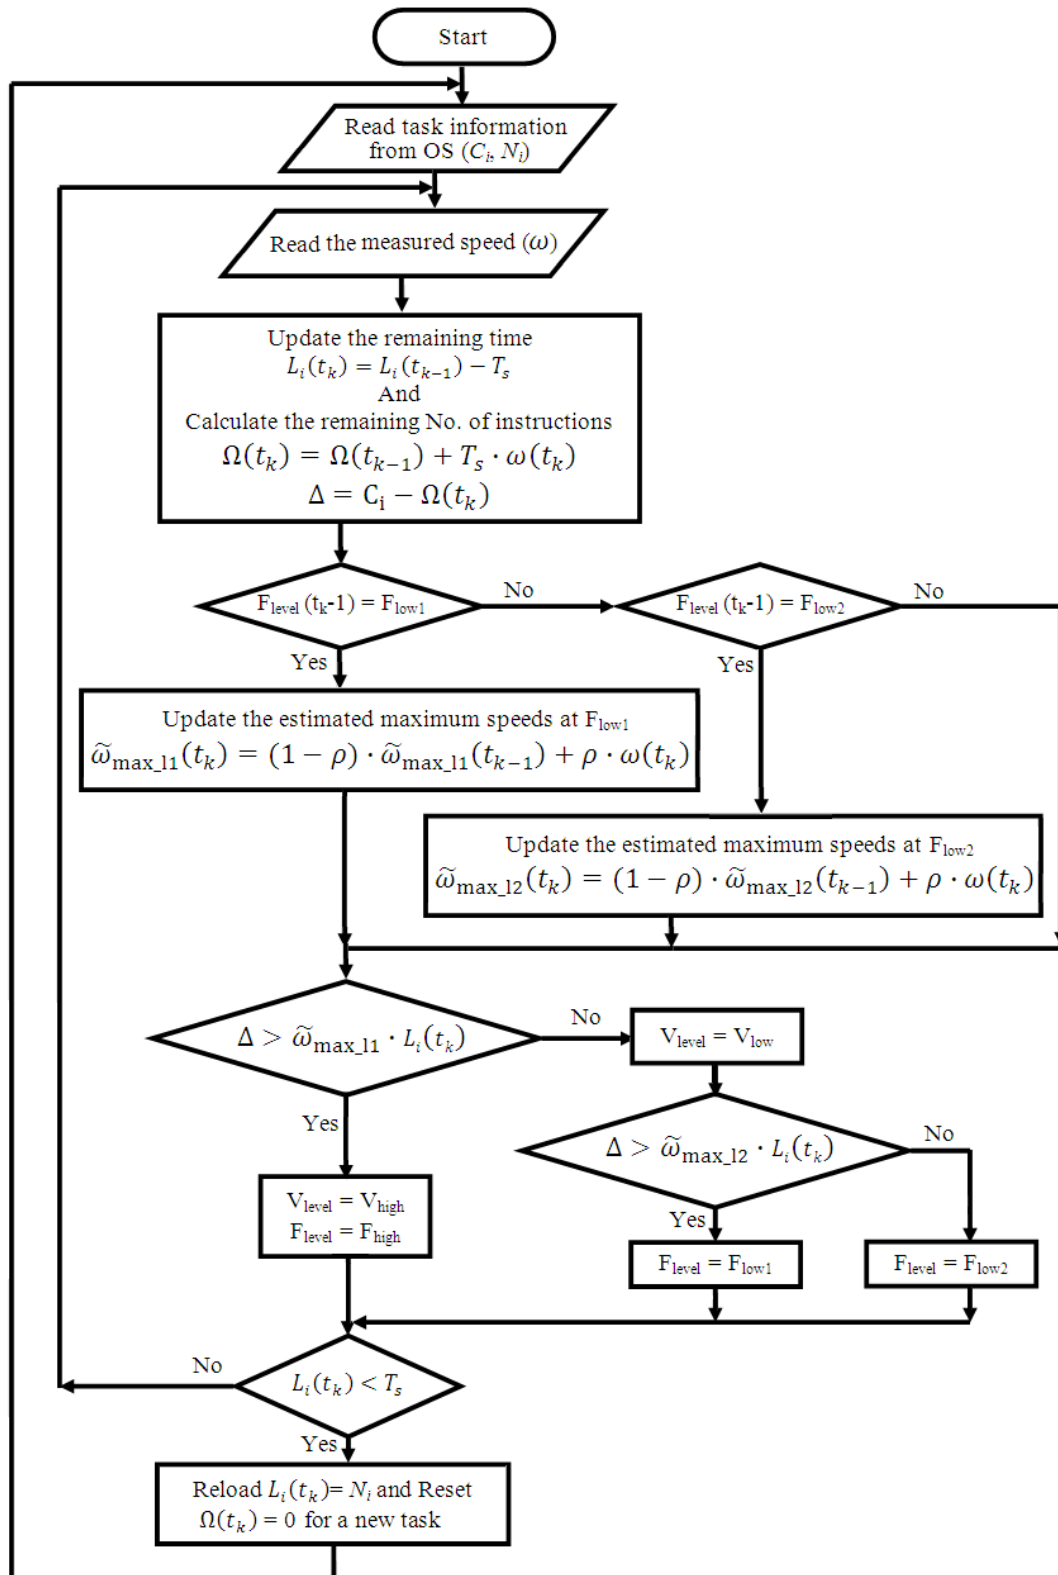 Start
Read task information
from OS (C_i, N_i)
Read the measured speed (ω)
Update the remaining time
L_i(t_k) = L_i(t_{k−1}) − T_s
And
Calculate the remaining No. of instructions
Ω(t_k) = Ω(t_{k−1}) + T_s · ω(t_k)
Δ = C_i − Ω(t_k)
F_level (t_k-1) = F_low1
No
F_level (t_k-1) = F_low2
No
Yes
Yes
Update the estimated maximum speeds at F_low1
ω̃_max_l1(t_k) = (1 − ρ) · ω̃_max_l1(t_{k−1}) + ρ · ω(t_k)
Update the estimated maximum speeds at F_low2
ω̃_max_l2(t_k) = (1 − ρ) · ω̃_max_l2(t_{k−1}) + ρ · ω(t_k)
Δ > ω̃_max_l1 · L_i(t_k)
No
V_level = V_low
Yes
Δ > ω̃_max_l2 · L_i(t_k)
No
V_level = V_high
F_level = F_high
Yes
F_level = F_low1
F_level = F_low2
No
L_i(t_k) < T_s
Yes
Reload L_i(t_k)= N_i and Reset
Ω(t_k) = 0 for a new task